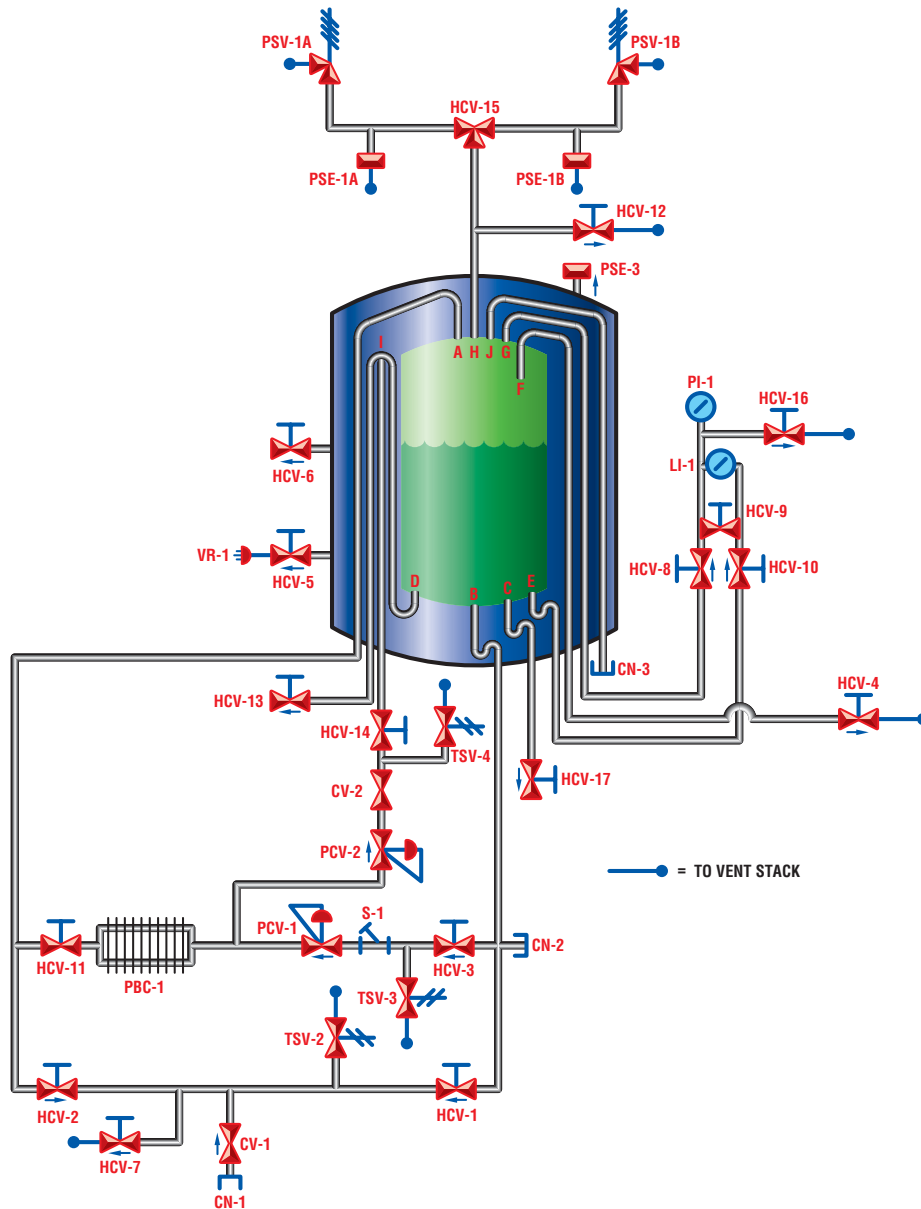 PSV-1A
PSV-1B
HCV-15
PSE-1A
PSE-1B
HCV-12
PSE-3
I
A
H
J
G
F
PI-1
HCV-16
LI-1
HCV-6
HCV-9
VR-1
HCV-5
HCV-8
HCV-10
D
B
C
E
CN-3
HCV-13
HCV-4
HCV-14
TSV-4
HCV-17
CV-2
PCV-2
= TO VENT STACK
PCV-1
S-1
HCV-11
PBC-1
HCV-3
CN-2
TSV-3
TSV-2
HCV-2
HCV-1
HCV-7
CV-1
CN-1